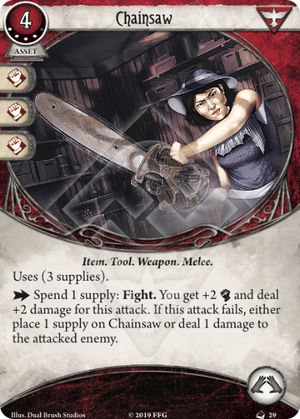 4
Chainsaw
ASSET
Item. Tool. Weapon. Melee.
Uses (3 supplies).
Spend 1 supply: Fight. You get +2 and deal
+2 damage for this attack. If this attack fails, either
place 1 supply on Chainsaw or deal 1 damage to
the attacked enemy.
Illus. Dual Brush Studios
© 2019 FFG
29